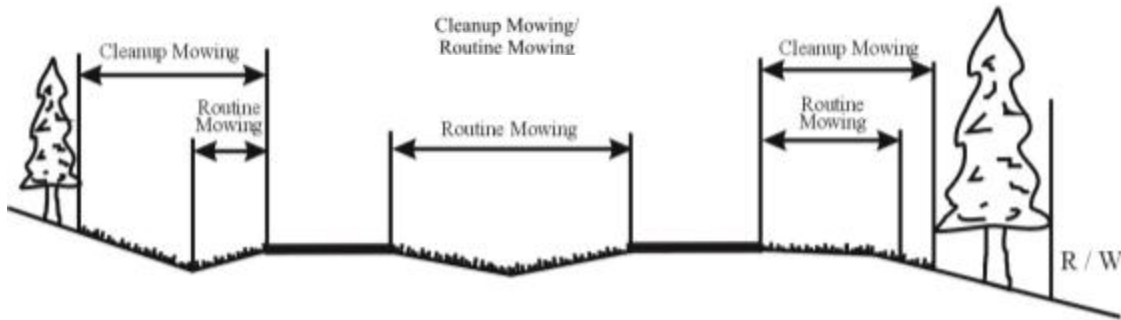 Cleanup Mowing/
Routine Mowing
Cleanup Mowing
Cleanup Mowing
Routine
Mowing
Routine Mowing
Routine
Mowing
R / W